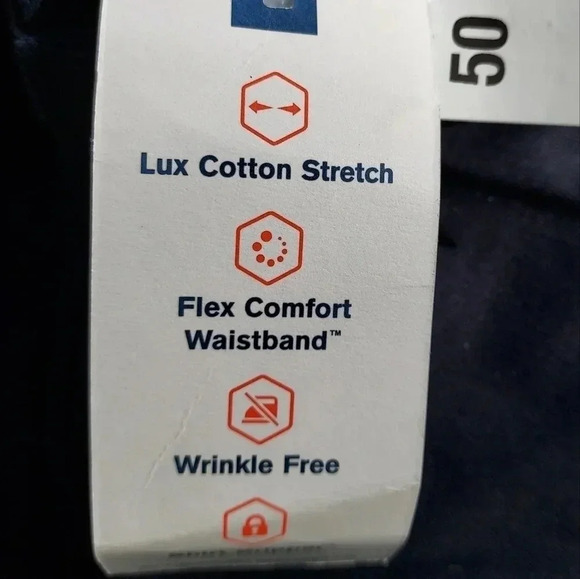 50
Lux Cotton Stretch
Flex Comfort
Waistband™
Wrinkle Free